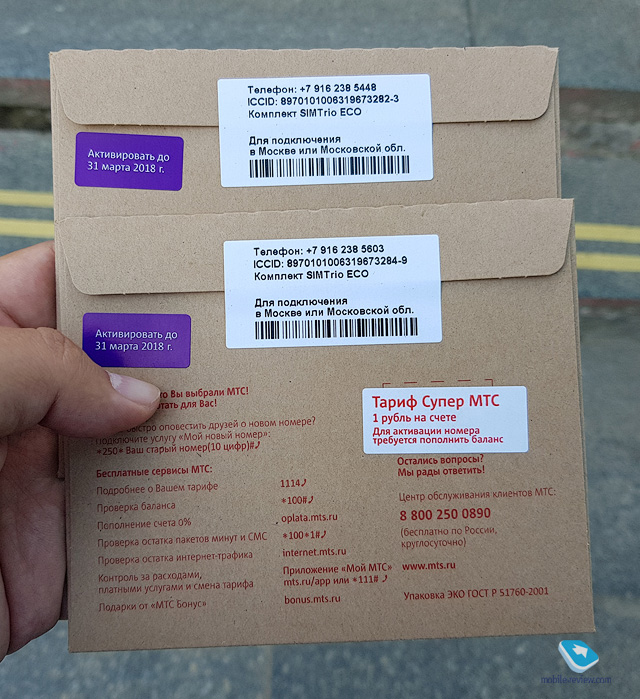 Телефон: +7 916 238 5448
ICCID: 8970101006319673282-3
Комплект SIMTrio ECO
Для подключения
в Москве или Московской обл.
Активировать до
31 марта 2018 г.
Телефон: +7 916 238 5603
ICCID: 8970101006319673284-9
Комплект SIMTrio ECO
Для подключения
в Москве или Московской обл.
Активировать до
31 марта 2018 г.
Вы выбрали МТС!
для Вас!
оповестить друзей о новом номере?
Подключите услугу «Мой новый номер»:
*250* Ваш старый номер(10 цифр)#
Бесплатные сервисы МТС:
Подробнее о Вашем тарифе 1114
Проверка баланса *100#
Пополнение счета 0% oplata.mts.ru
Проверка остатка пакетов минут и СМС *100*1#
Проверка остатка интернет-трафика internet.mts.ru
Контроль за расходами,
платными услугами и смена тарифа
Приложение «Мой МТС»
mts.ru/app или *111#
Подарки от «МТС Бонус» bonus.mts.ru
Тариф Супер МТС
1 рубль на счете
Для активации номера
требуется пополнить баланс
Остались вопросы?
Мы рады ответить!
Центр обслуживания клиентов МТС:
8 800 250 0890
(бесплатно по России,
круглосуточно)
www.mts.ru
Упаковка ЭКО ГОСТ Р 51760-2001
mobile-review.com